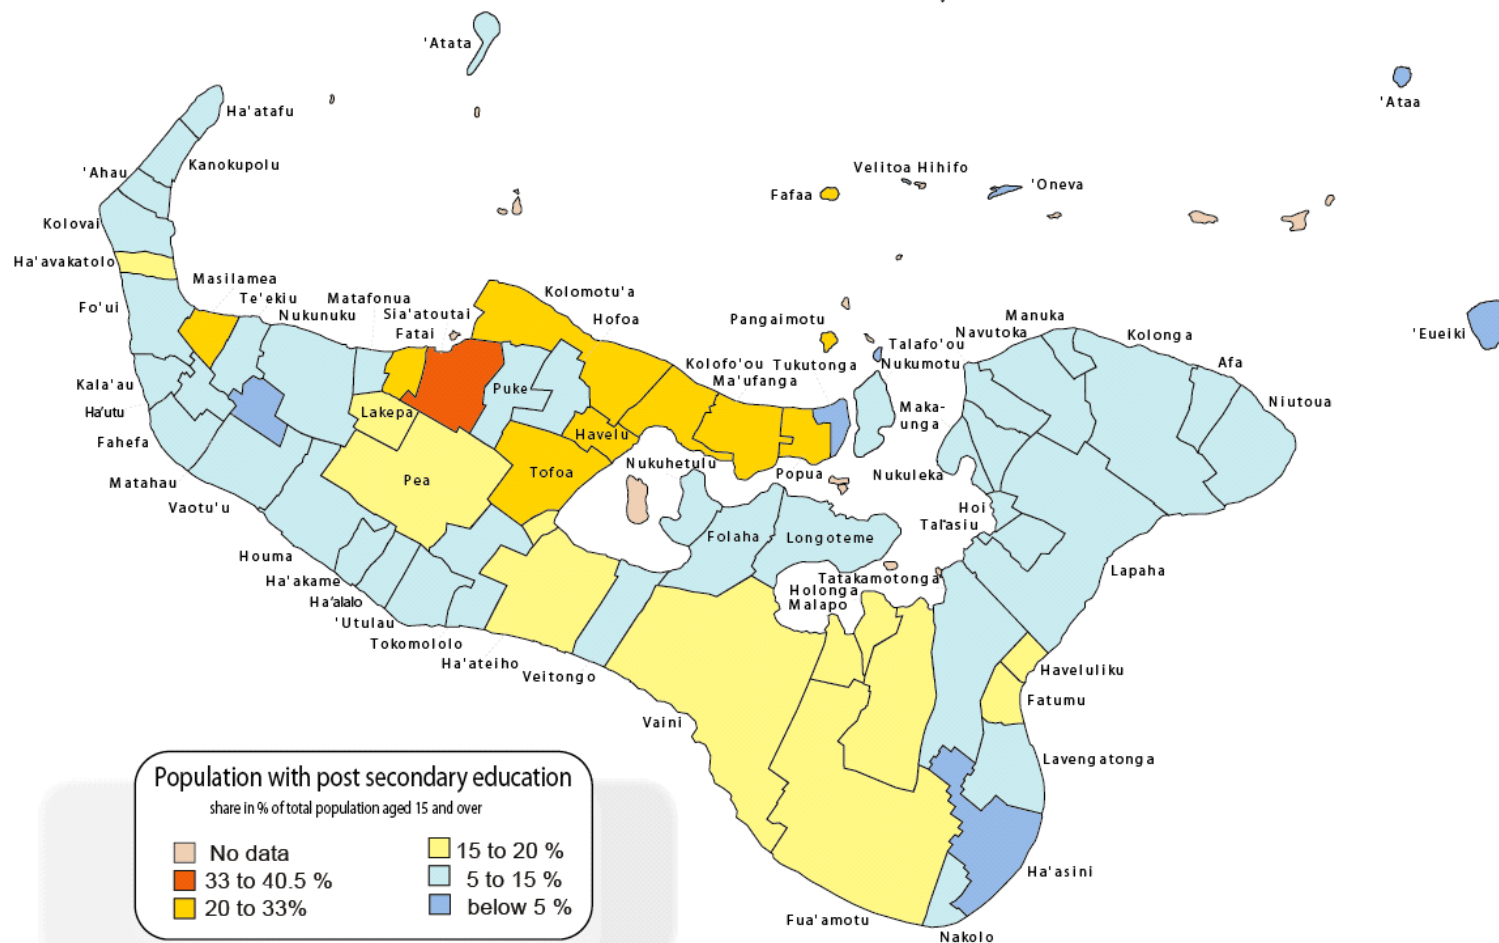 'Atata
'Ataa
Ha'atafu
Kanokupolu
'Ahau
Velitoa Hihifo
'Oneva
Fafaa
Kolovai
Ha'avakatolo
Masilamea
Te'ekiu
Matafonua
Kolomotu'a
Fo'ui
Nukunuku
Sia'atoutai
Hofoa
Fatai
Pangaimotu
Manuka
Navutoka
Kolonga
'Eueiki
Talafo'ou
Nukumotu
Kolofo'ou
Tukutonga
Ma'ufanga
Afa
Niutoua
Kala'au
Ha'utu
Puke
Lakepa
Maka-
unga
Fahefa
Havelu
Matahau
Pea
Tofoa
Nukuhetulu
Popua
Nukuleka
Vaotu'u
Hoi
Talasiu
Folaha
Longoteme
Houma
Ha'akame
Ha'alalo
'Utulau
Tokomololo
Ha'ateiho
Veitongo
Tatakamotonga
Holonga
Malapo
Lapaha
Haveluliku
Fatumu
Vaini
Lavengatonga
Ha'asini
Fua'amotu
Nakolo
Population with post secondary education
share in % of total population aged 15 and over
No data
33 to 40.5 %
20 to 33%
15 to 20 %
5 to 15 %
below 5 %